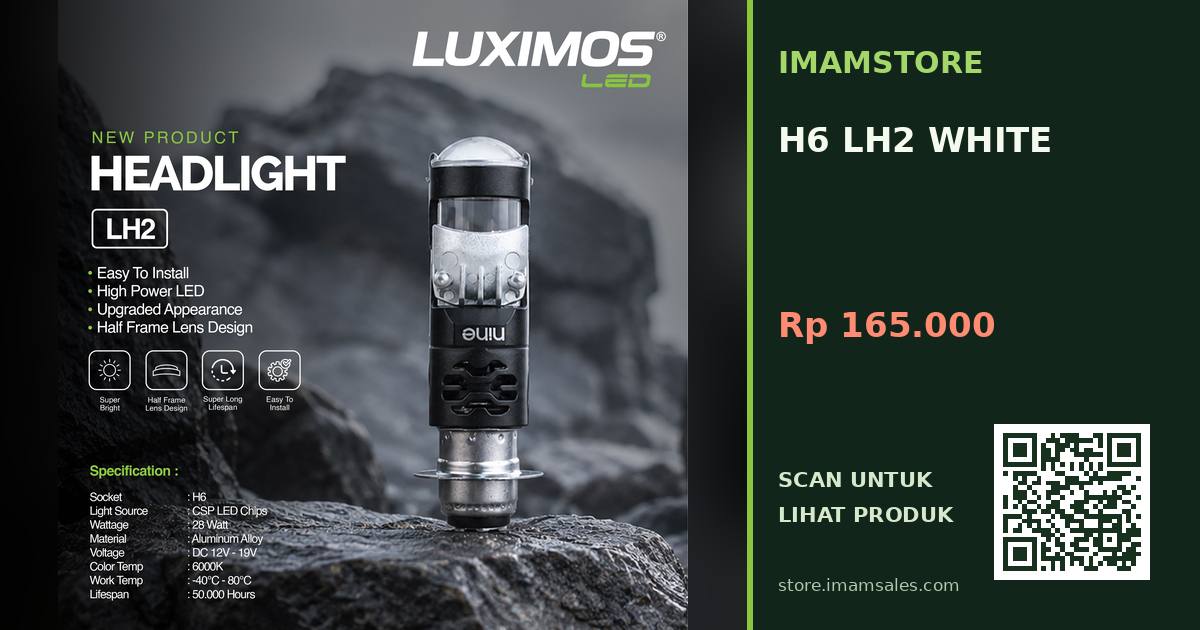 LUXIMOS®
LED
NEW PRODUCT
HEADLIGHT
LH2
• Easy To Install
• High Power LED
• Upgraded Appearance
• Half Frame Lens Design
Super Bright
Half Frame Lens Design
Super Long Lifespan
Easy To Install
nine
Specification :
Socket : H6
Light Source : CSP LED Chips
Wattage : 28 Watt
Material : Aluminum Alloy
Voltage : DC 12V - 19V
Color Temp : 6000K
Work Temp : -40°C - 80°C
Lifespan : 50.000 Hours
IMAMSTORE
H6 LH2 WHITE
Rp 165.000
SCAN UNTUK
LIHAT PRODUK
store.imamsales.com